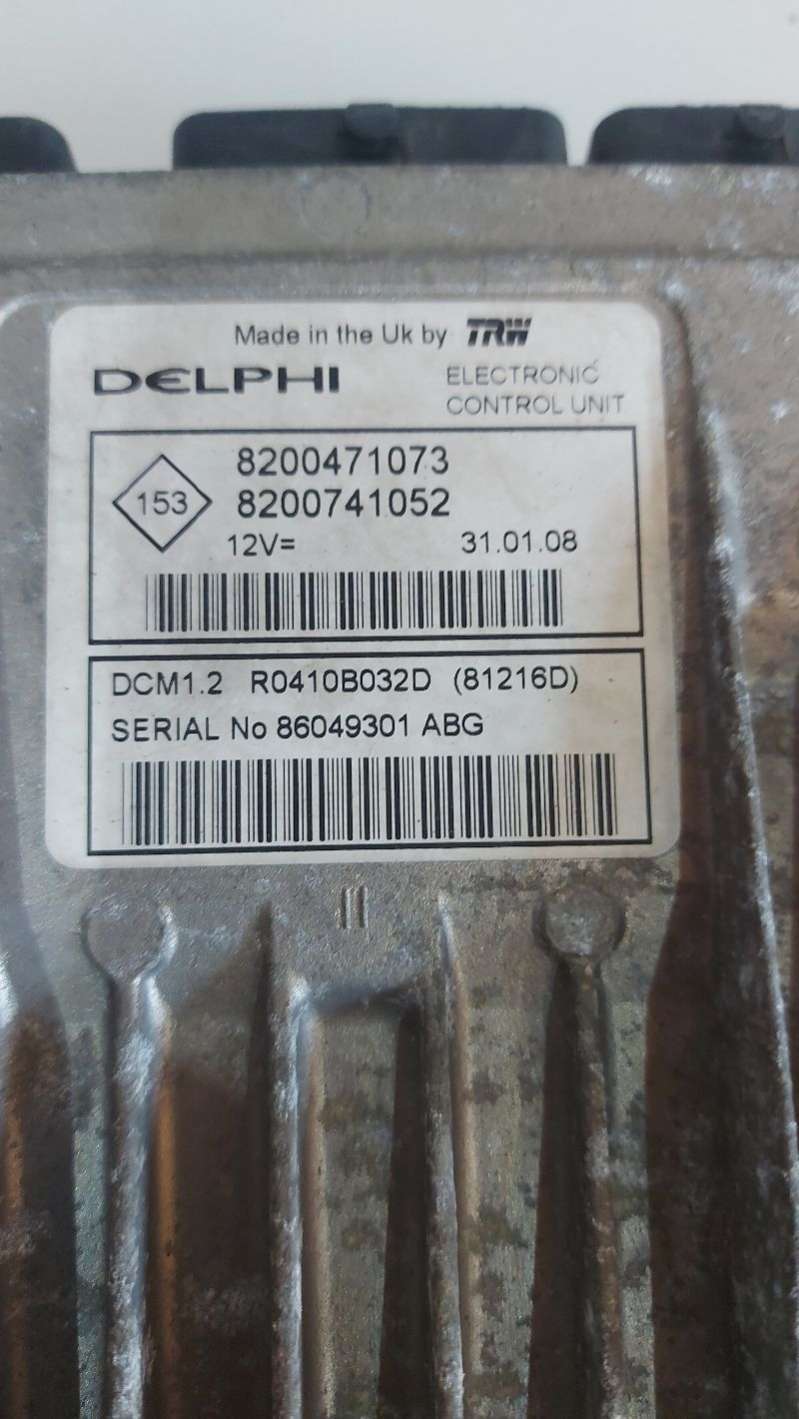 Made in the Uk by TRW
DELPHI
ELECTRONIC
CONTROL UNIT
8200471073
153
8200741052
12V=
31.01.08
DCM1.2 R0410B032D (81216D)
SERIAL No 86049301 ABG